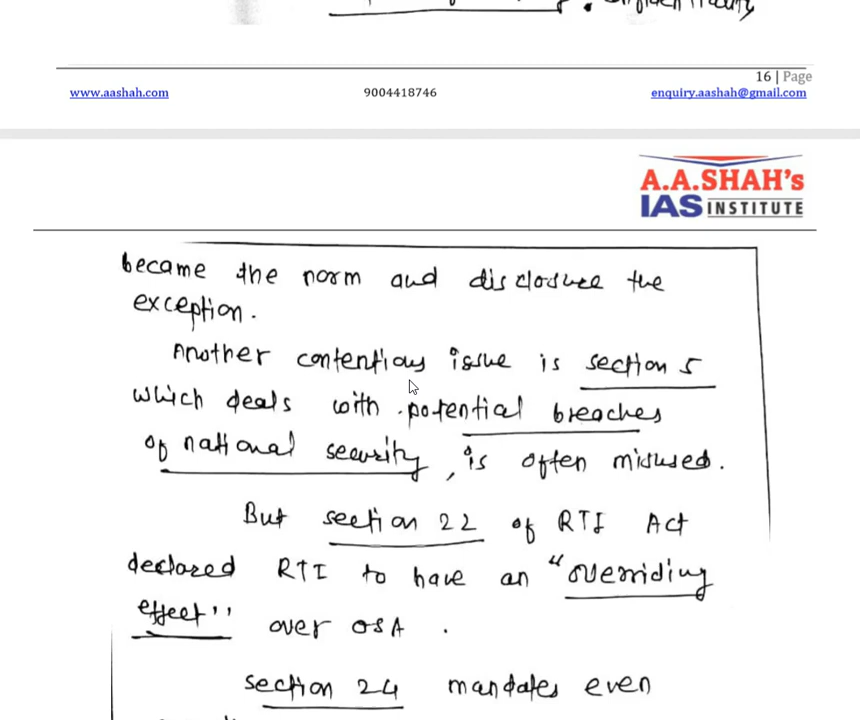 16 | Page
www.aashah.com 9004418746 enquiry.aashah@gmail.com
A.A.SHAH's
IAS INSTITUTE
became the norm and disclosure the
exception.
Another contentious issue is section 5
which deals with potential breaches
of national security, is often misused.
But section 22 of RTI Act
declared RTI to have an "overriding
effect" over OSA.
section 24 mandates even